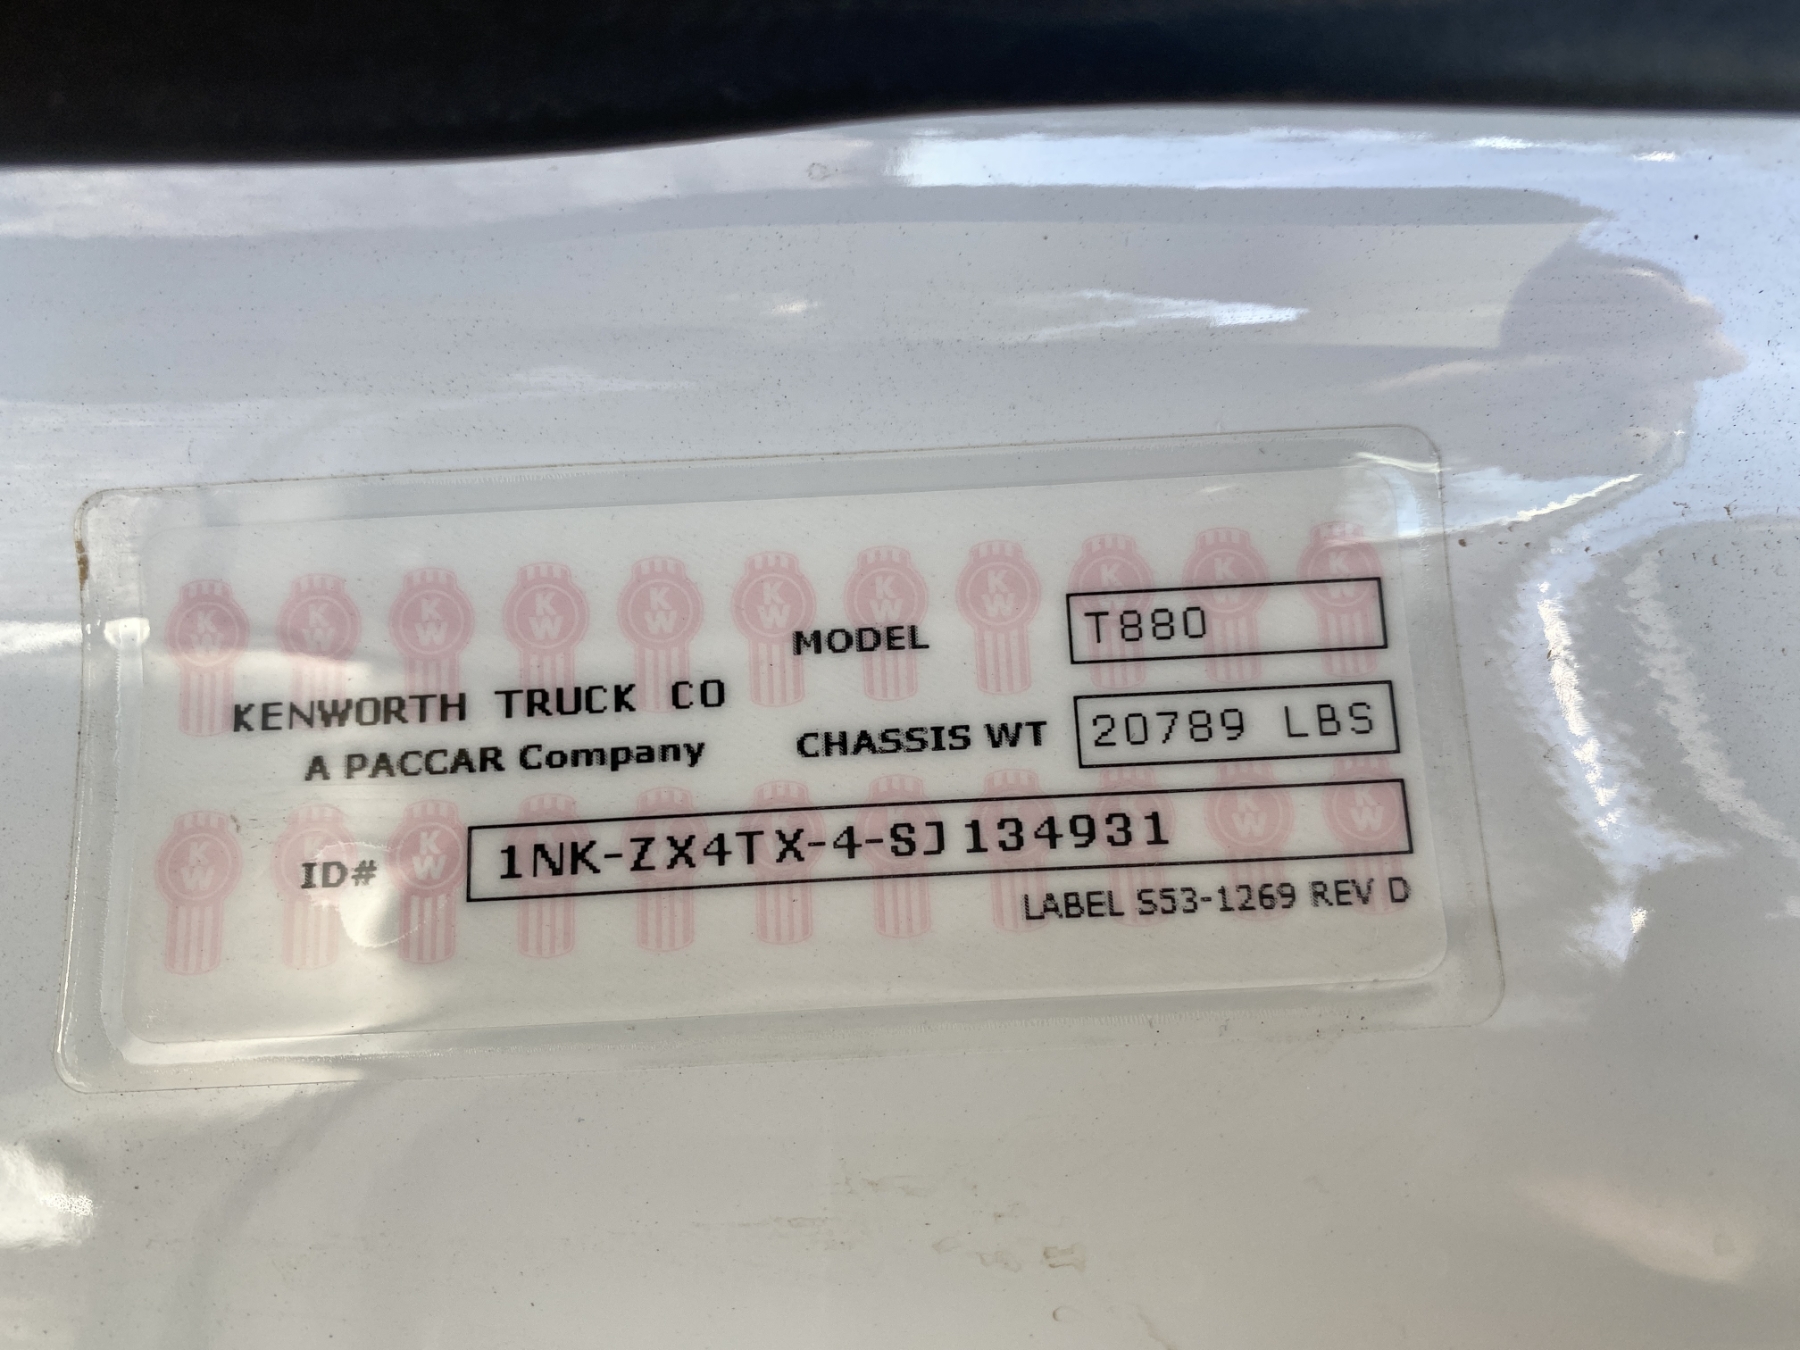 MODEL T880
KENWORTH TRUCK CO
A PACCAR Company
CHASSIS WT 20789 LBS
ID# 1NK-ZX4TX-4-SJ134931
LABEL S53-1269 REV D